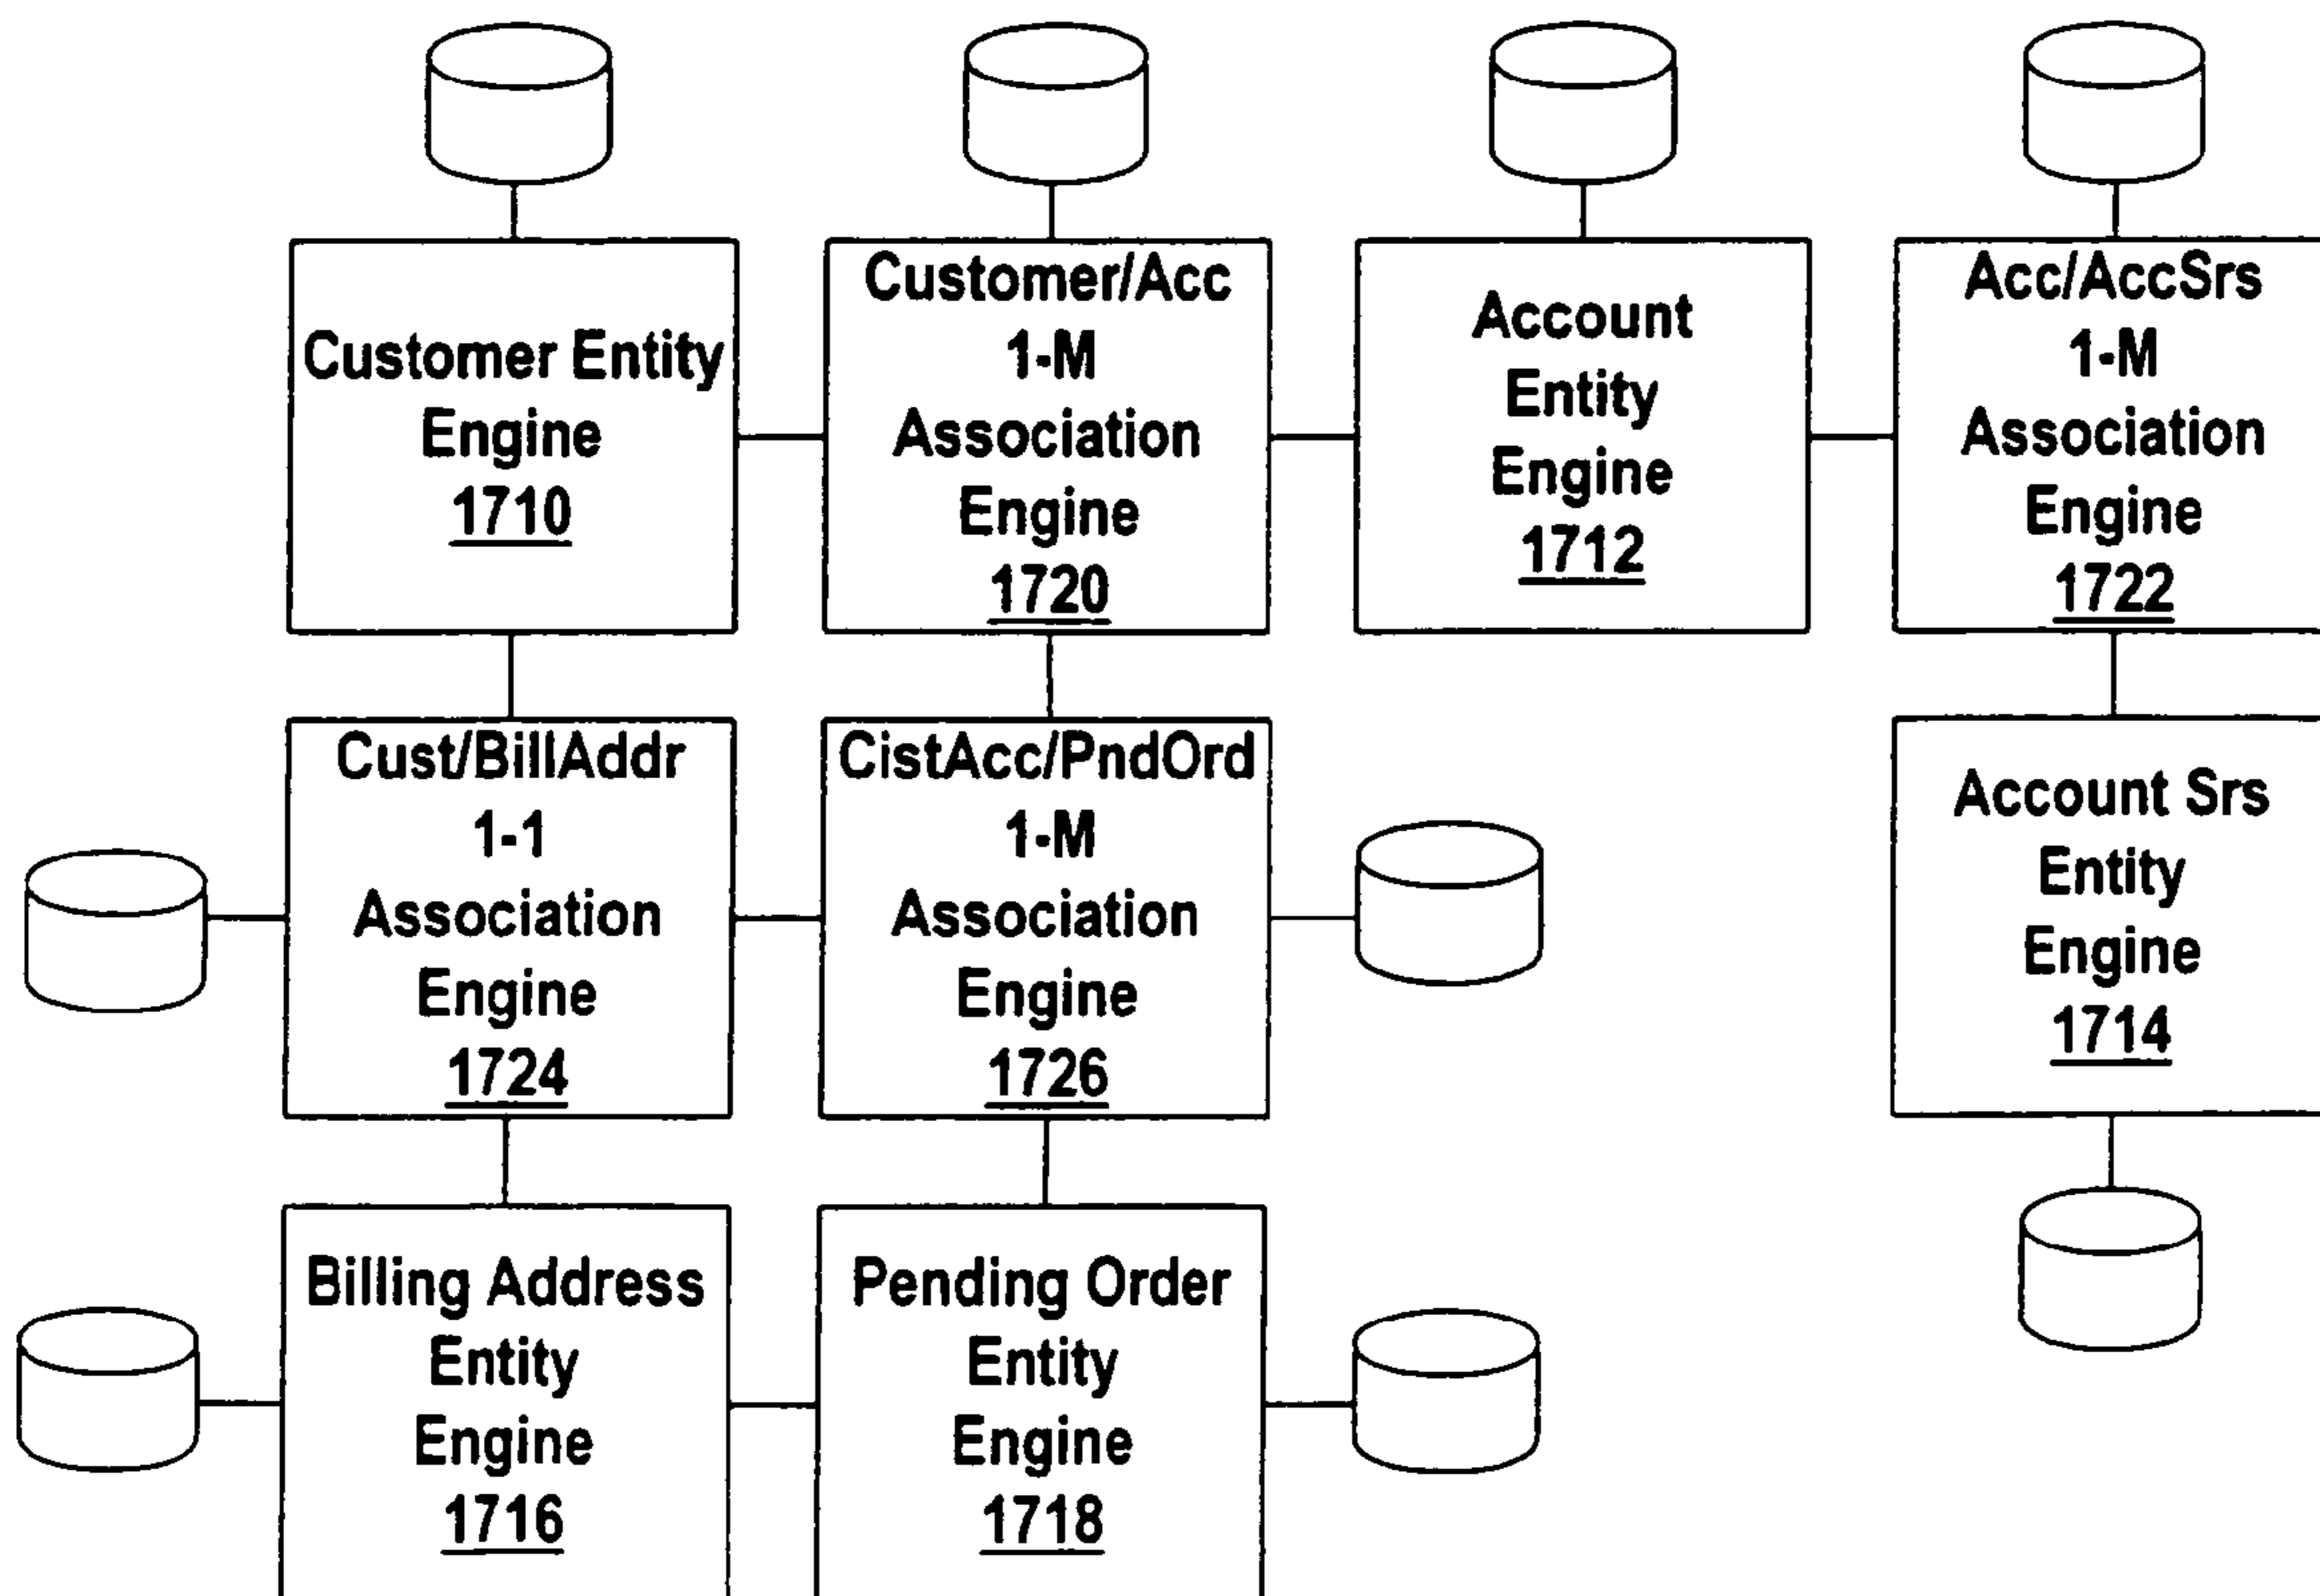 Customer Entity
Engine
1710
Customer/Acc
1-M
Association
Engine
1720
Account
Entity
Engine
1712
Acc/AccSrs
1-M
Association
Engine
1722
Cust/BillAddr
1-1
Association
Engine
1724
CistAcc/PndOrd
1-M
Association
Engine
1726
Account Srs
Entity
Engine
1714
Billing Address
Entity
Engine
1716
Pending Order
Entity
Engine
1718